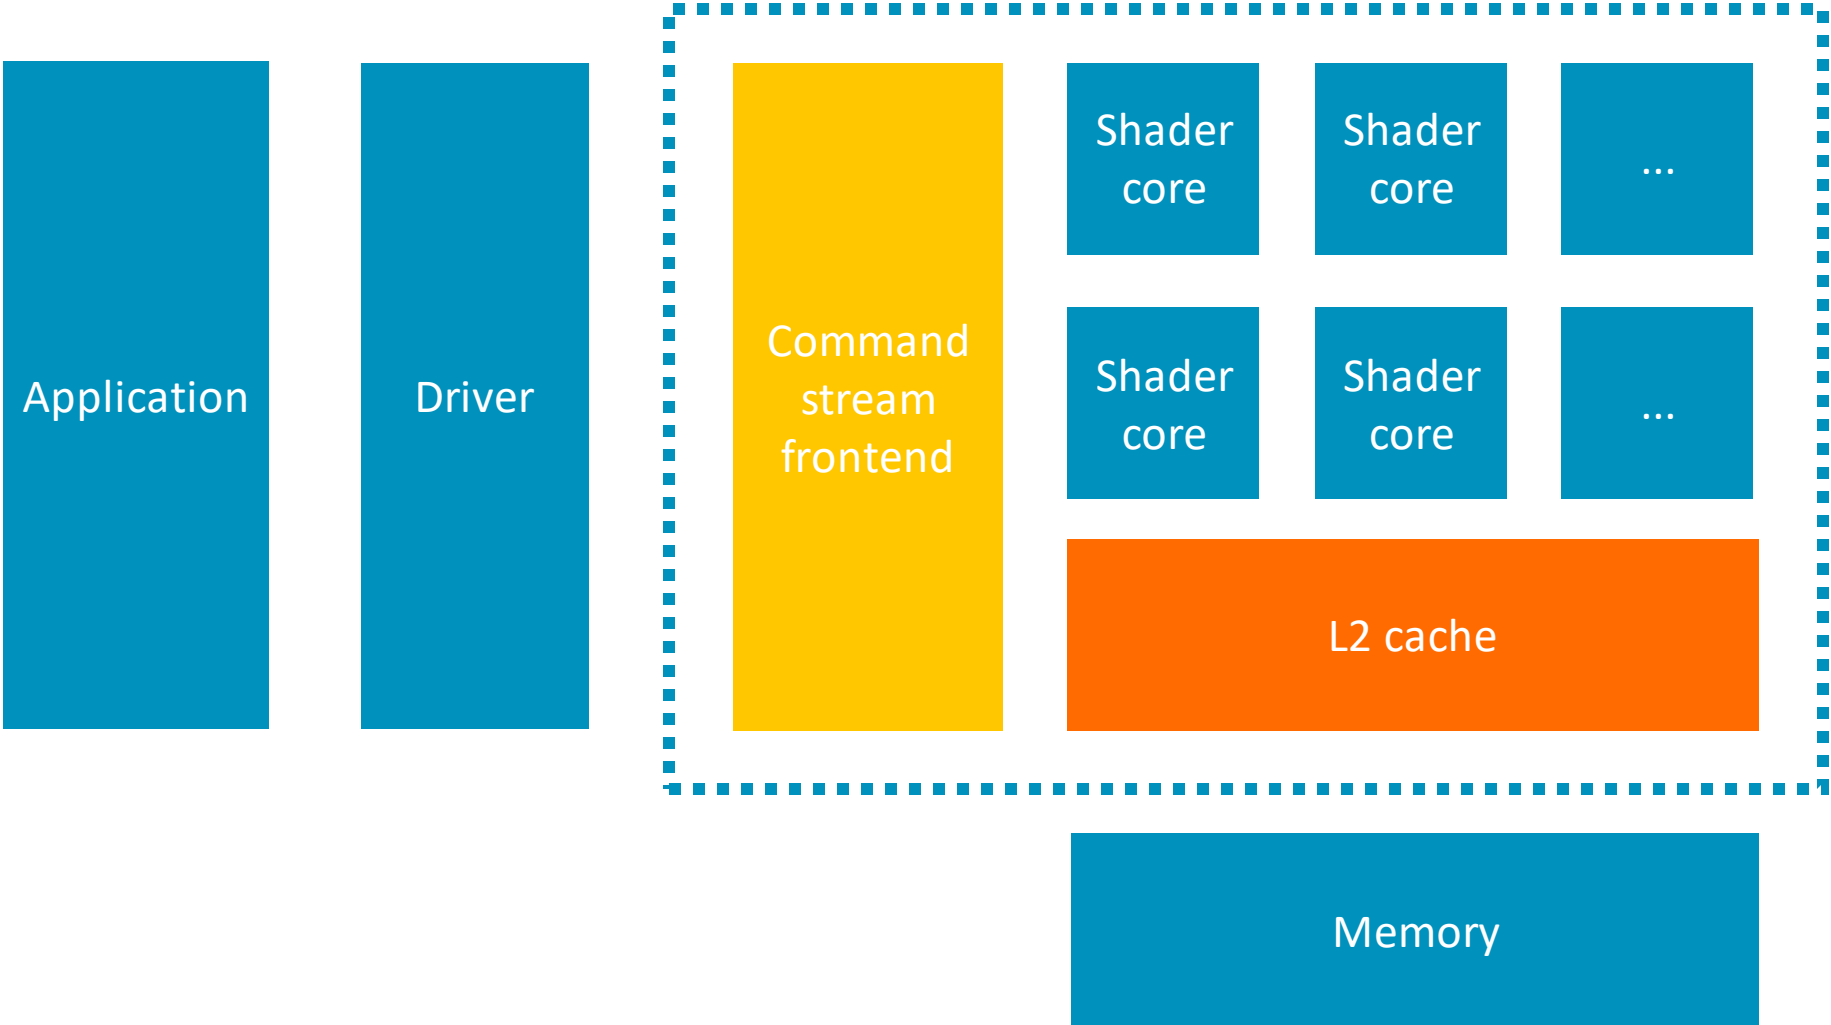 Application
Driver
Command
stream
frontend
Shader
core
Shader
core
...
Shader
core
Shader
core
...
L2 cache
Memory